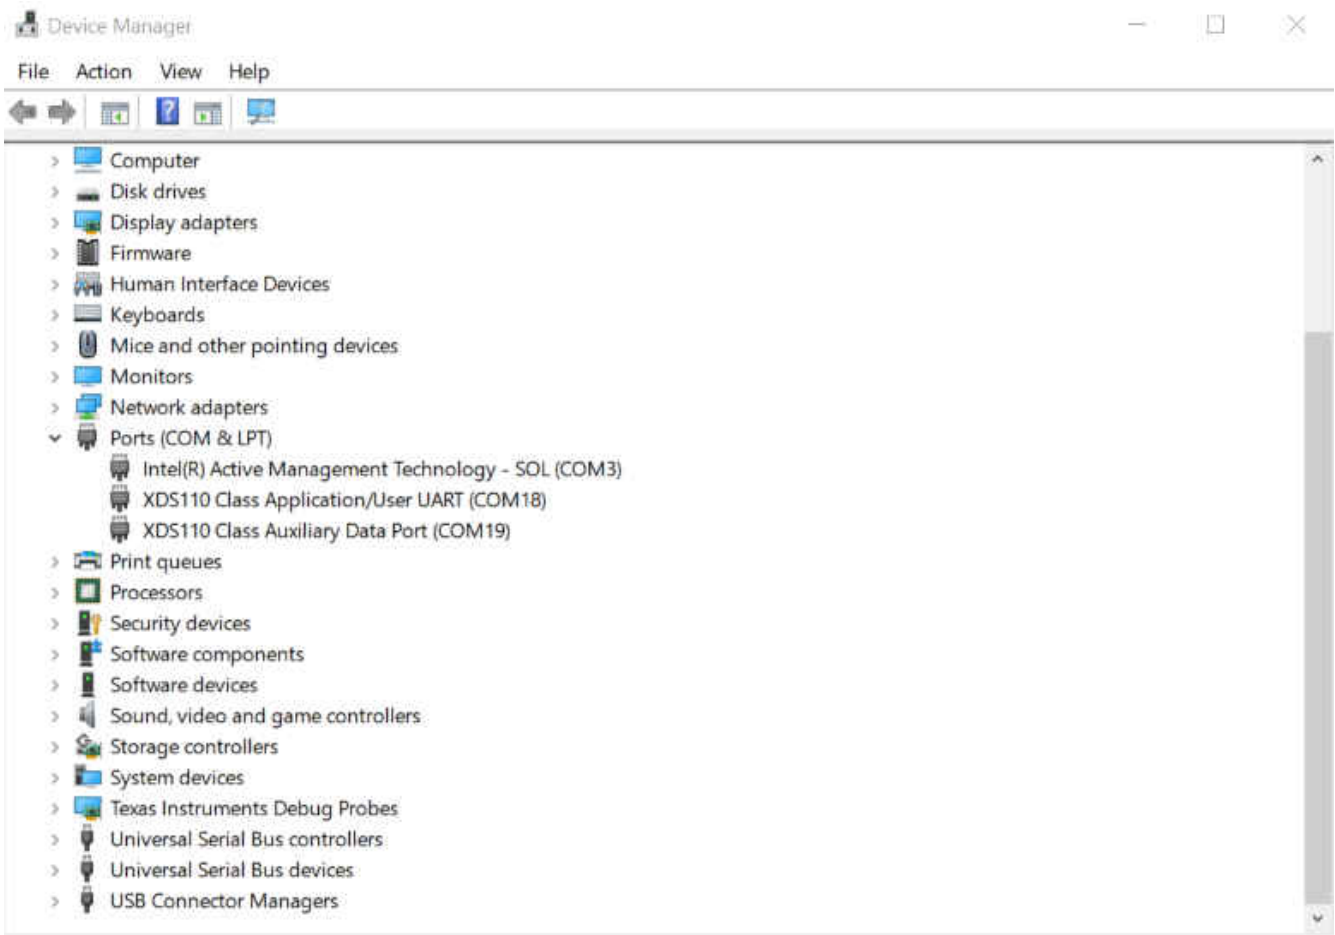 Device Manager
File Action View Help
Computer
Disk drives
Display adapters
Firmware
Human Interface Devices
Keyboards
Mice and other pointing devices
Monitors
Network adapters
Ports (COM & LPT)
Intel(R) Active Management Technology - SOL (COM3)
XDS110 Class Application/User UART (COM18)
XDS110 Class Auxiliary Data Port (COM19)
Print queues
Processors
Security devices
Software components
Software devices
Sound, video and game controllers
Storage controllers
System devices
Texas Instruments Debug Probes
Universal Serial Bus controllers
Universal Serial Bus devices
USB Connector Managers